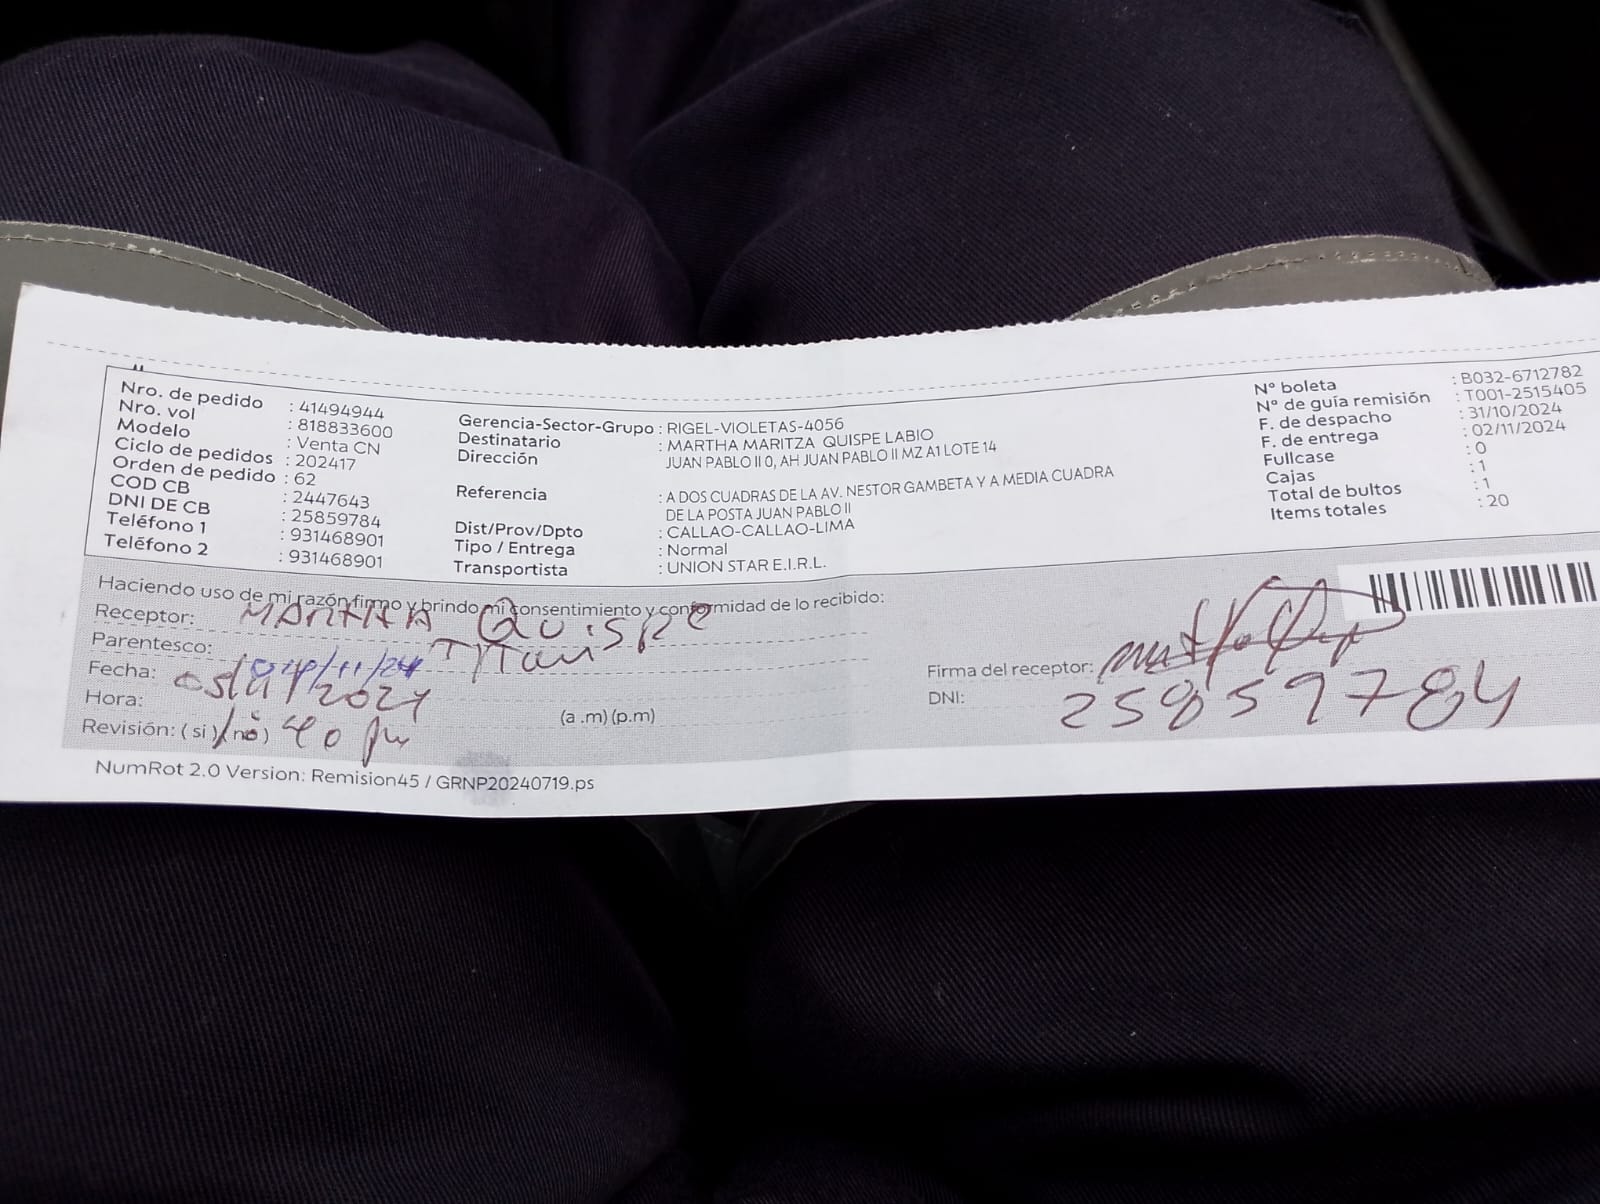 Nro. de pedido : 41494944
Nro. vol : 818833600
Modelo : Venta CN
Ciclo de pedidos : 202417
Orden de pedido : 62
COD CB : 2447643
DNI DE CB : 25859784
Teléfono 1 : 931468901
Teléfono 2 : 931468901
Gerencia-Sector-Grupo : RIGEL-VIOLETAS-4056
Destinatario : MARTHA MARITZA QUISPE LABIO
Dirección JUAN PABLO II 0, AH JUAN PABLO II MZ A1 LOTE 14
Referencia : A DOS CUADRAS DE LA AV. NESTOR GAMBETA Y A MEDIA CUADRA
DE LA POSTA JUAN PABLO II
Dist/Prov/Dpto : CALLAO-CALLAO-LIMA
Tipo / Entrega : Normal
Transportista : UNION STAR E.I.R.L.
N° boleta : B032-6712782
N° de guía remisión : T001-2515405
F. de despacho : 31/10/2024
F. de entrega : 02/11/2024
Fullcase : 0
Cajas : 1
Total de bultos : 1
Items totales : 20
Haciendo uso de mi razón firmo y brindo mi consentimiento y conformidad de lo recibido:
Receptor: MARTHA Quispe
Parentesco: Titular
Fecha: 04/11/24
Hora: (a .m) (p.m)
Revisión: ( si ) (no)
Firma del receptor:
DNI: 25859784
NumRot 2.0 Version: Remision45 / GRNP20240719.ps